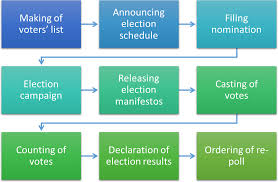 Making of
voters' list
Announcing
election
schedule
Filing
nomination
Election
campaign
Releasing
election
manifestos
Casting of
votes
Counting of
votes
Declaration of
election results
Ordering of re-
poll